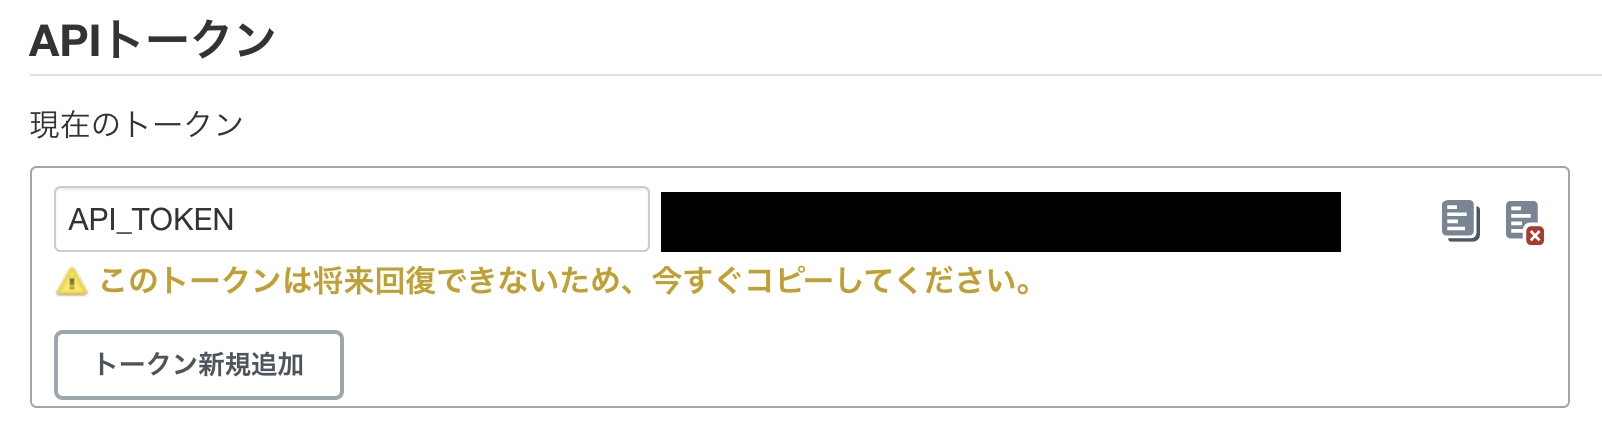 APIトークン
現在のトークン
API_TOKEN
このトークンは将来回復できないため、今すぐコピーしてください。
トークン新規追加